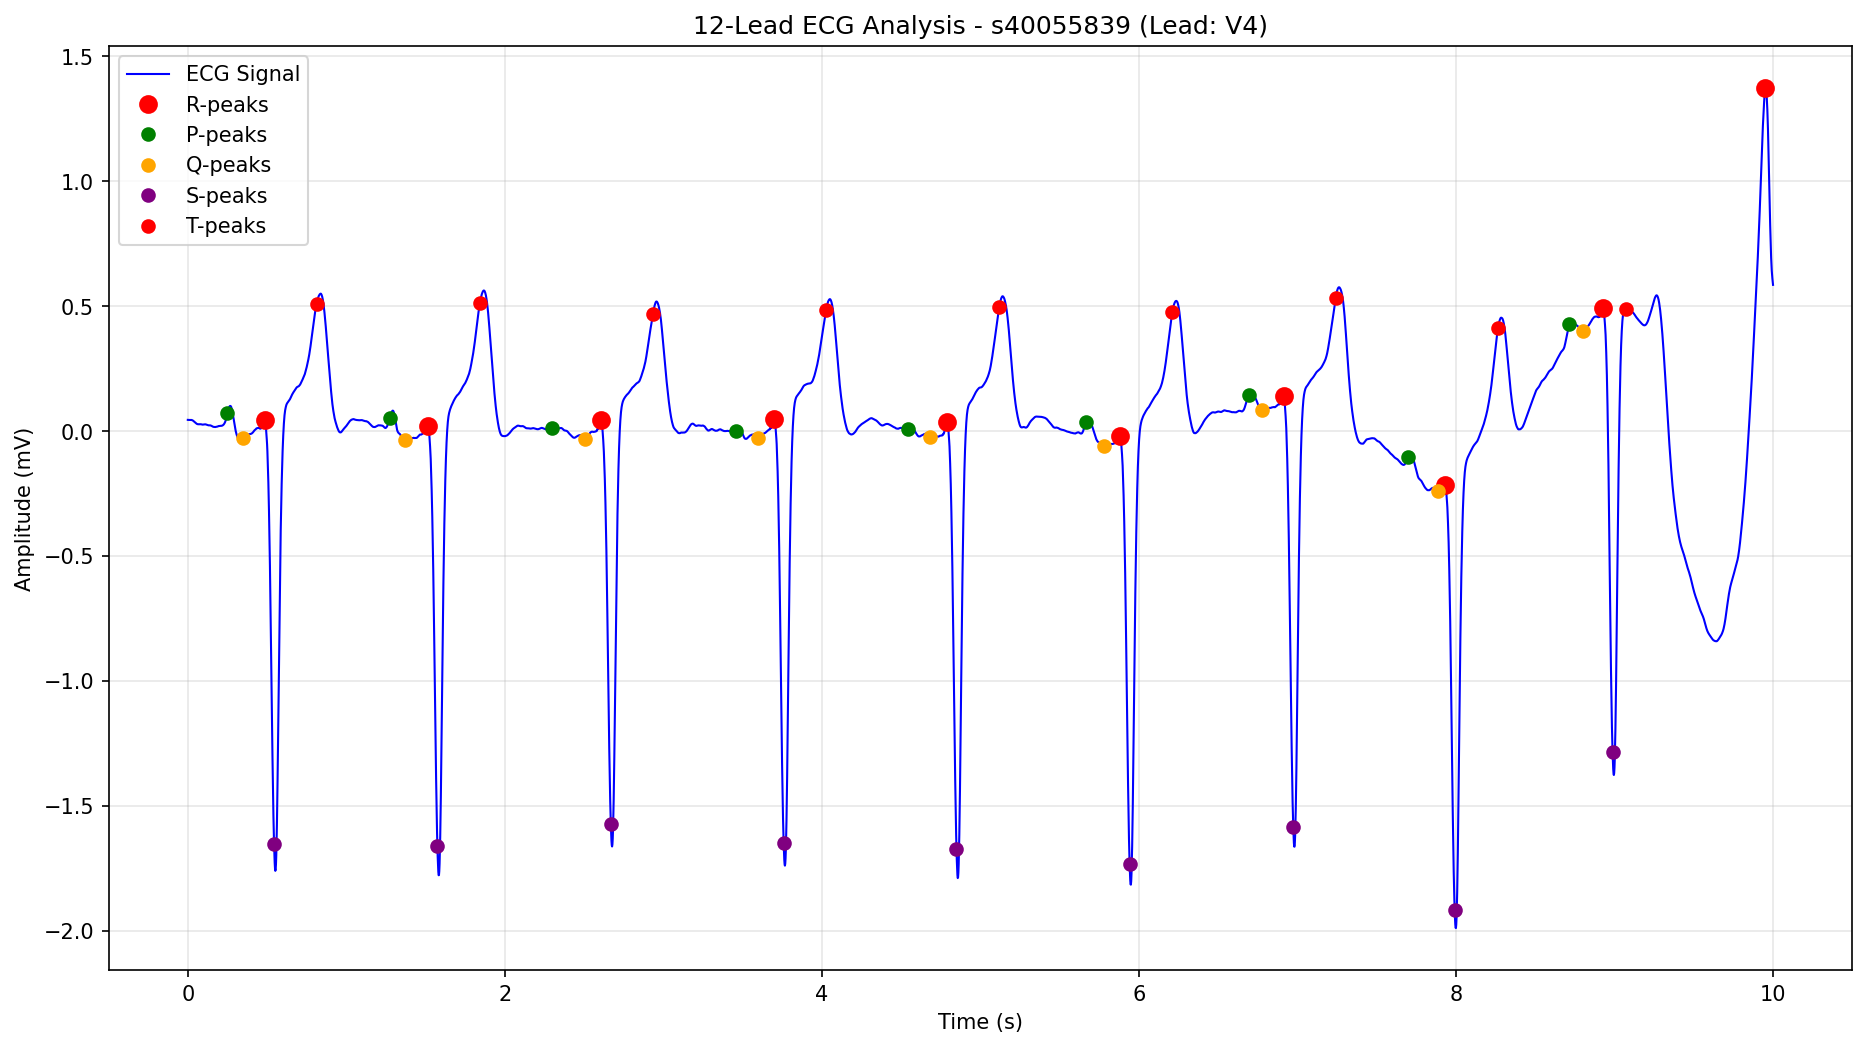 12-Lead ECG Analysis - s40055839 (Lead: V4)
ECG Signal
R-peaks
P-peaks
Q-peaks
S-peaks
T-peaks
Amplitude (mV)
1.5
1.0
0.5
0.0
−0.5
−1.0
−1.5
−2.0
0 2 4 6 8 10
Time (s)